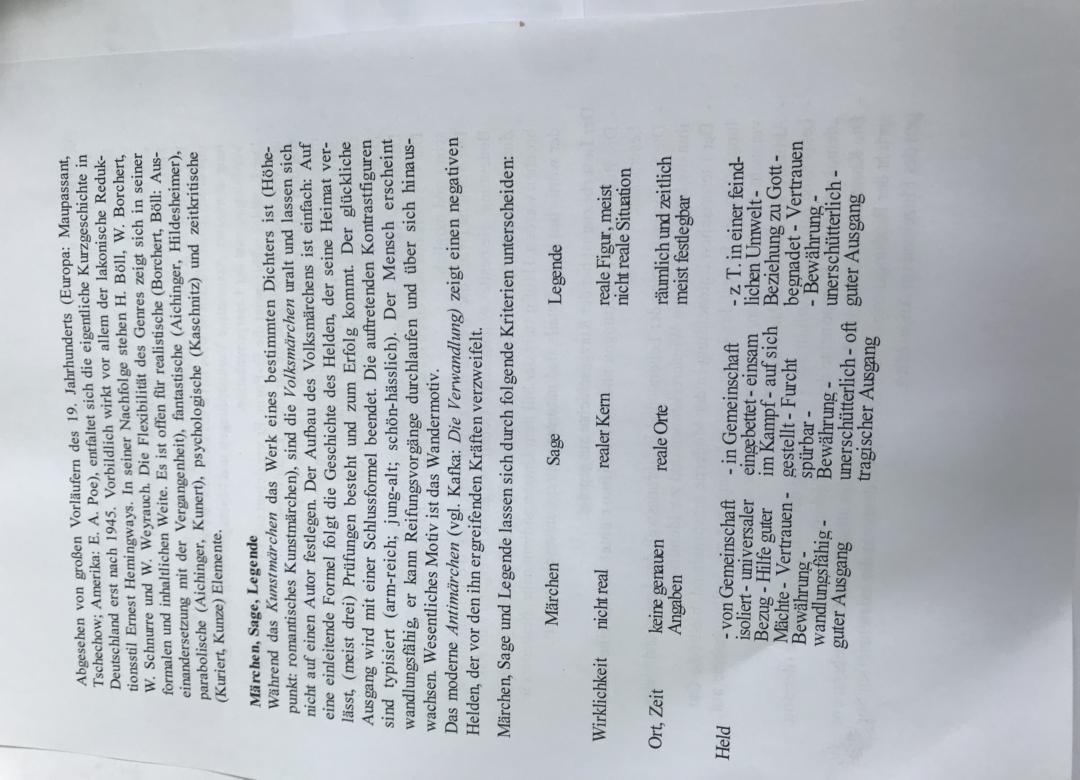 Abgesehen von großen Vorläufern des 19. Jahrhunderts (Europa: Maupassant,
Tschechow; Amerika: E. A. Poe), entfaltet sich die eigentliche Kurzgeschichte in
Deutschland erst nach 1945. Vorbildlich wirkt vor allem der lakonische Reduk-
tionsstil Ernest Hemingways. In seiner Nachfolge stehen H. Böll, W. Borchert,
W. Schnurre und W. Weyrauch. Die Flexibilität des Genres zeigt sich in seiner
formalen und inhaltlichen Weite. Es ist offen für realistische (Borchert, Böll: Aus-
einandersetzung mit der Vergangenheit), fantastische (Aichinger, Hildesheimer),
parabolische (Aichinger, Kunert), psychologische (Kaschnitz) und zeitkritische
(Kuriert, Kunze) Elemente.
Märchen, Sage, Legende
Während das Kunstmärchen das Werk eines bestimmten Dichters ist (Höhe-
punkt: romantisches Kunstmärchen), sind die Volksmärchen uralt und lassen sich
nicht auf einen Autor festlegen. Der Aufbau des Volksmärchens ist einfach: Auf
eine einleitende Formel folgt die Geschichte des Helden, der seine Heimat ver-
lässt, (meist drei) Prüfungen besteht und zum Erfolg kommt. Der glückliche
Ausgang wird mit einer Schlussformel beendet. Die auftretenden Kontrastfiguren
sind typisiert (arm-reich; jung-alt; schön-hässlich). Der Mensch erscheint
wandlungsfähig, er kann Reifungsvorgänge durchlaufen und über sich hinaus-
wachsen. Wesentliches Motiv ist das Wandermotiv.
Das moderne Antimärchen (vgl. Kafka: Die Verwandlung) zeigt einen negativen
Helden, der vor den ihn ergreifenden Kräften verzweifelt.
Märchen, Sage und Legende lassen sich durch folgende Kriterien unterscheiden:
Märchen Sage Legende
Wirklichkeit nicht real realer Kern reale Figur, meist
nicht reale Situation
Ort, Zeit keine genauen reale Orte räumlich und zeitlich
Angaben meist festlegbar
Held
- von Gemeinschaft - in Gemeinschaft - z T. in einer feind-
isoliert - universaler eingebettet - einsam lichen Umwelt -
Bezug - Hilfe guter im Kampf - auf sich Beziehung zu Gott -
Mächte - Vertrauen - gestellt - Furcht begnadet - Vertrauen
Bewährung - spürbar - - Bewährung -
wandlungsfähig - Bewährung - unerschütterlich -
guter Ausgang unerschütterlich - oft guter Ausgang
tragischer Ausgang